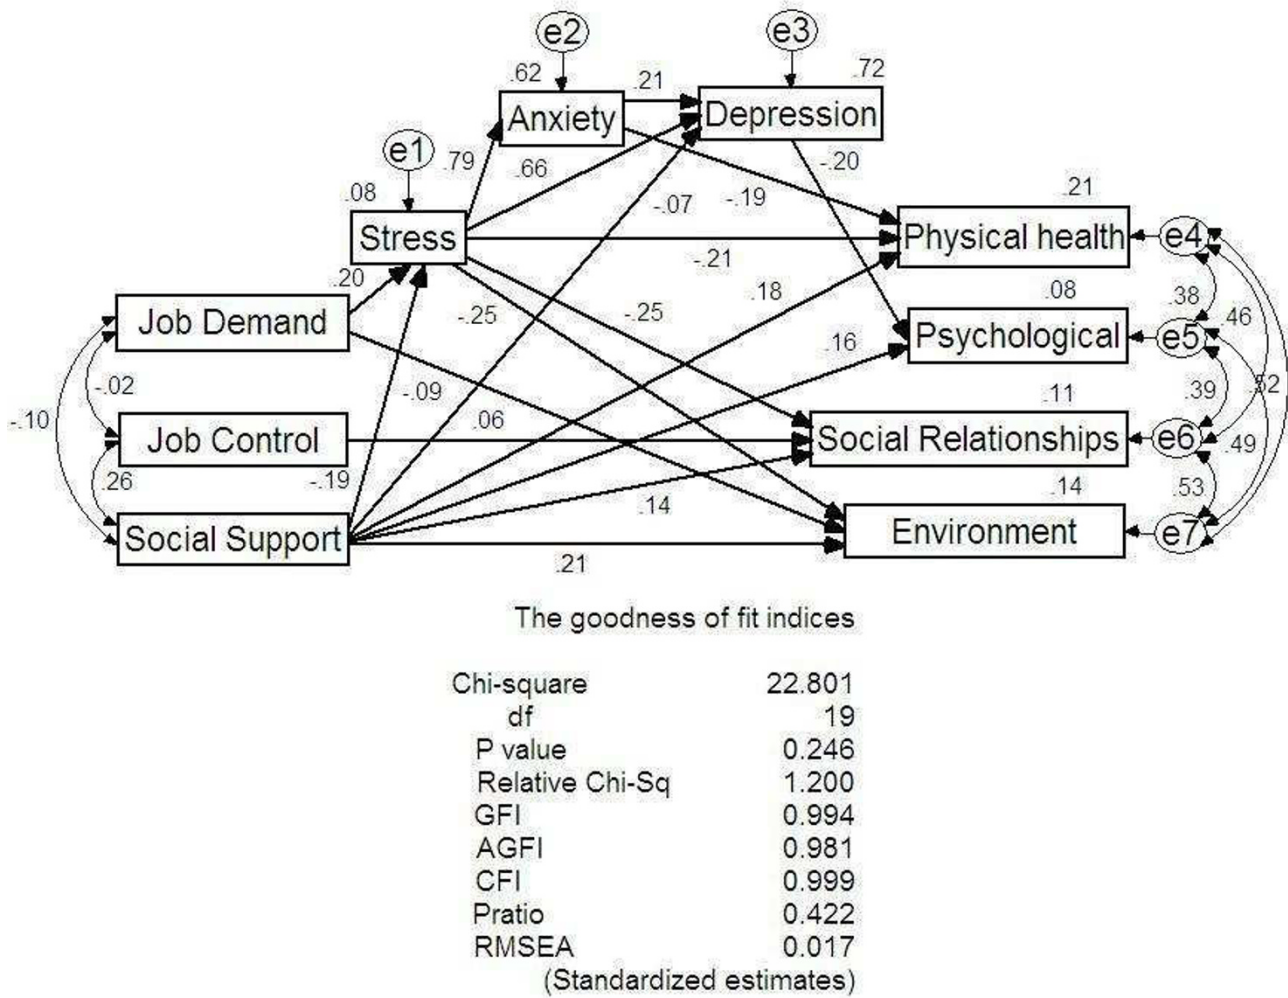 e2
e3
.62
.21
.72
Anxiety
Depression
e1
.79
.66
-.20
.08
-.07
-.19
.21
Stress
Physical health
e4
-.21
.20
.18
.08
.38
.46
Job Demand
-.25
-.25
Psychological
e5
.16
-.02
-.09
.11
.39
.52
-.10
.06
Job Control
Social Relationships
e6
.49
.26
-.19
.14
.14
.53
Social Support
Environment
e7
.21
The goodness of fit indices
Chi-square 22.801
df 19
P value 0.246
Relative Chi-Sq 1.200
GFI 0.994
AGFI 0.981
CFI 0.999
Pratio 0.422
RMSEA 0.017
(Standardized estimates)